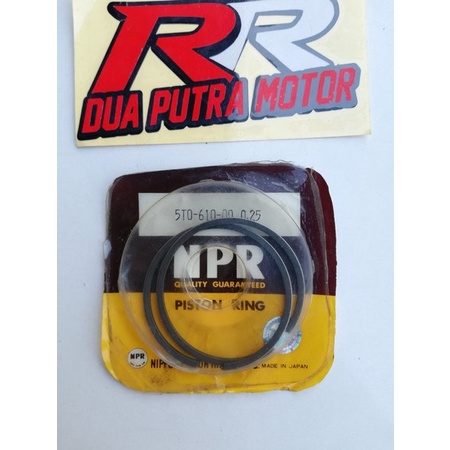 RR
DUA PUTRA MOTOR
5T0-610-00 0.25
NPR
QUALITY GUARANTEED
PISTON RING
NPR
MADE IN JAPAN